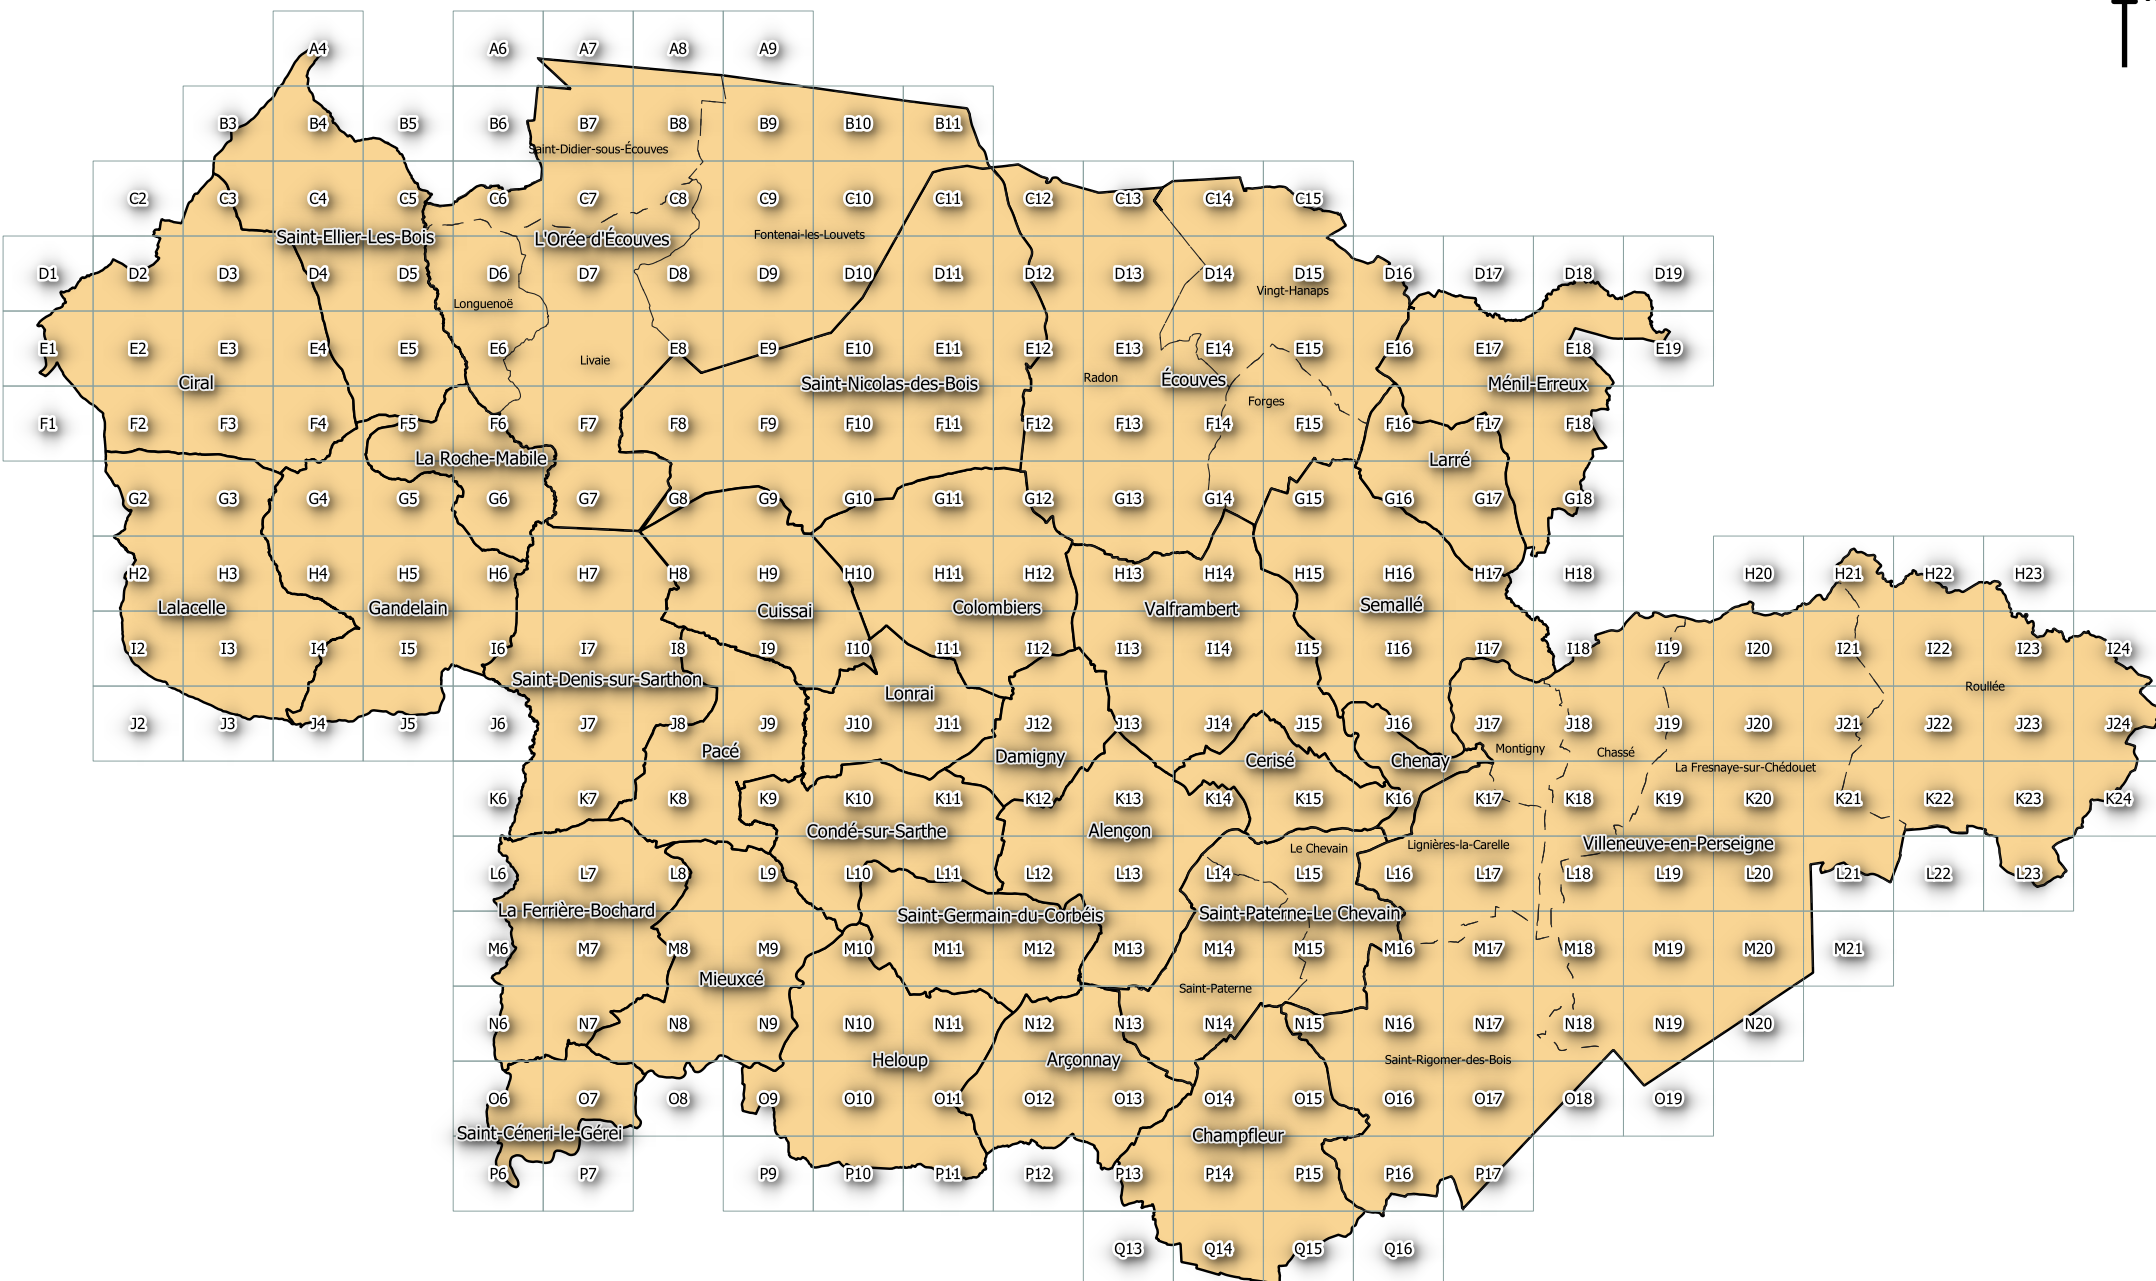 A4 A6 A7 A8 A9
B3 B4 B5 B6 B7 B8 B9 B10 B11
Saint-Didier-sous-Écouves
C2 C3 C4 C5 C6 C7 C8 C9 C10 C11 C12 C13 C14 C15
Saint-Ellier-Les-Bois L'Orée d'Écouves Fontenai-les-Louvets
D1 D2 D3 D4 D5 D6 D7 D8 D9 D10 D11 D12 D13 D14 D15 D16 D17 D18 D19
Longuenoë Vingt-Hanaps
E1 E2 E3 E4 E5 E6 E8 E9 E10 E11 E12 E13 E14 E15 E16 E17 E18 E19
Livaie
Ciral Saint-Nicolas-des-Bois Radon Écouves Ménil-Erreux
Forges
F1 F2 F3 F4 F5 F6 F7 F8 F9 F10 F11 F12 F13 F14 F15 F16 F17 F18
La Roche-Mabile Larré
G2 G3 G4 G5 G6 G7 G8 G9 G10 G11 G12 G13 G14 G15 G16 G17 G18
H2 H3 H4 H5 H6 H7 H8 H9 H10 H11 H12 H13 H14 H15 H16 H17 H18 H20 H21 H22 H23
Lalacelle Gandelain Cuissai Colombiers Valframbert Semallé
I2 I3 I4 I5 I6 I7 I8 I9 I10 I11 I12 I13 I14 I15 I16 I17 I18 I19 I20 I21 I22 I23 I24
Saint-Denis-sur-Sarthon Lonrai Roullée
J2 J3 J4 J5 J6 J7 J8 J9 J10 J11 J12 J13 J14 J15 J16 J17 J18 J19 J20 J21 J22 J23 J24
Pacé Damigny Cerisé Chenay Montigny Chassé La Fresnaye-sur-Chédouet
K6 K7 K8 K9 K10 K11 K12 K13 K14 K15 K16 K17 K18 K19 K20 K21 K22 K23 K24
Condé-sur-Sarthe Alençon Le Chevain Lignières-la-Carelle Villeneuve-en-Perseigne
L6 L7 L8 L9 L10 L11 L12 L13 L14 L15 L16 L17 L18 L19 L20 L21 L22 L23
La Ferrière-Bochard Saint-Germain-du-Corbéis Saint-Paterne-Le Chevain
M6 M7 M8 M9 M10 M11 M12 M13 M14 M15 M16 M17 M18 M19 M20 M21
Mieuxcé Saint-Paterne
N6 N7 N8 N9 N10 N11 N12 N13 N14 N15 N16 N17 N18 N19 N20
Heloup Arçonnay Saint-Rigomer-des-Bois
O6 O7 O8 O9 O10 O11 O12 O13 O14 O15 O16 O17 O18 O19
Saint-Céneri-le-Gérei Champfleur
P6 P7 P9 P10 P11 P12 P13 P14 P15 P16 P17
Q13 Q14 Q15 Q16